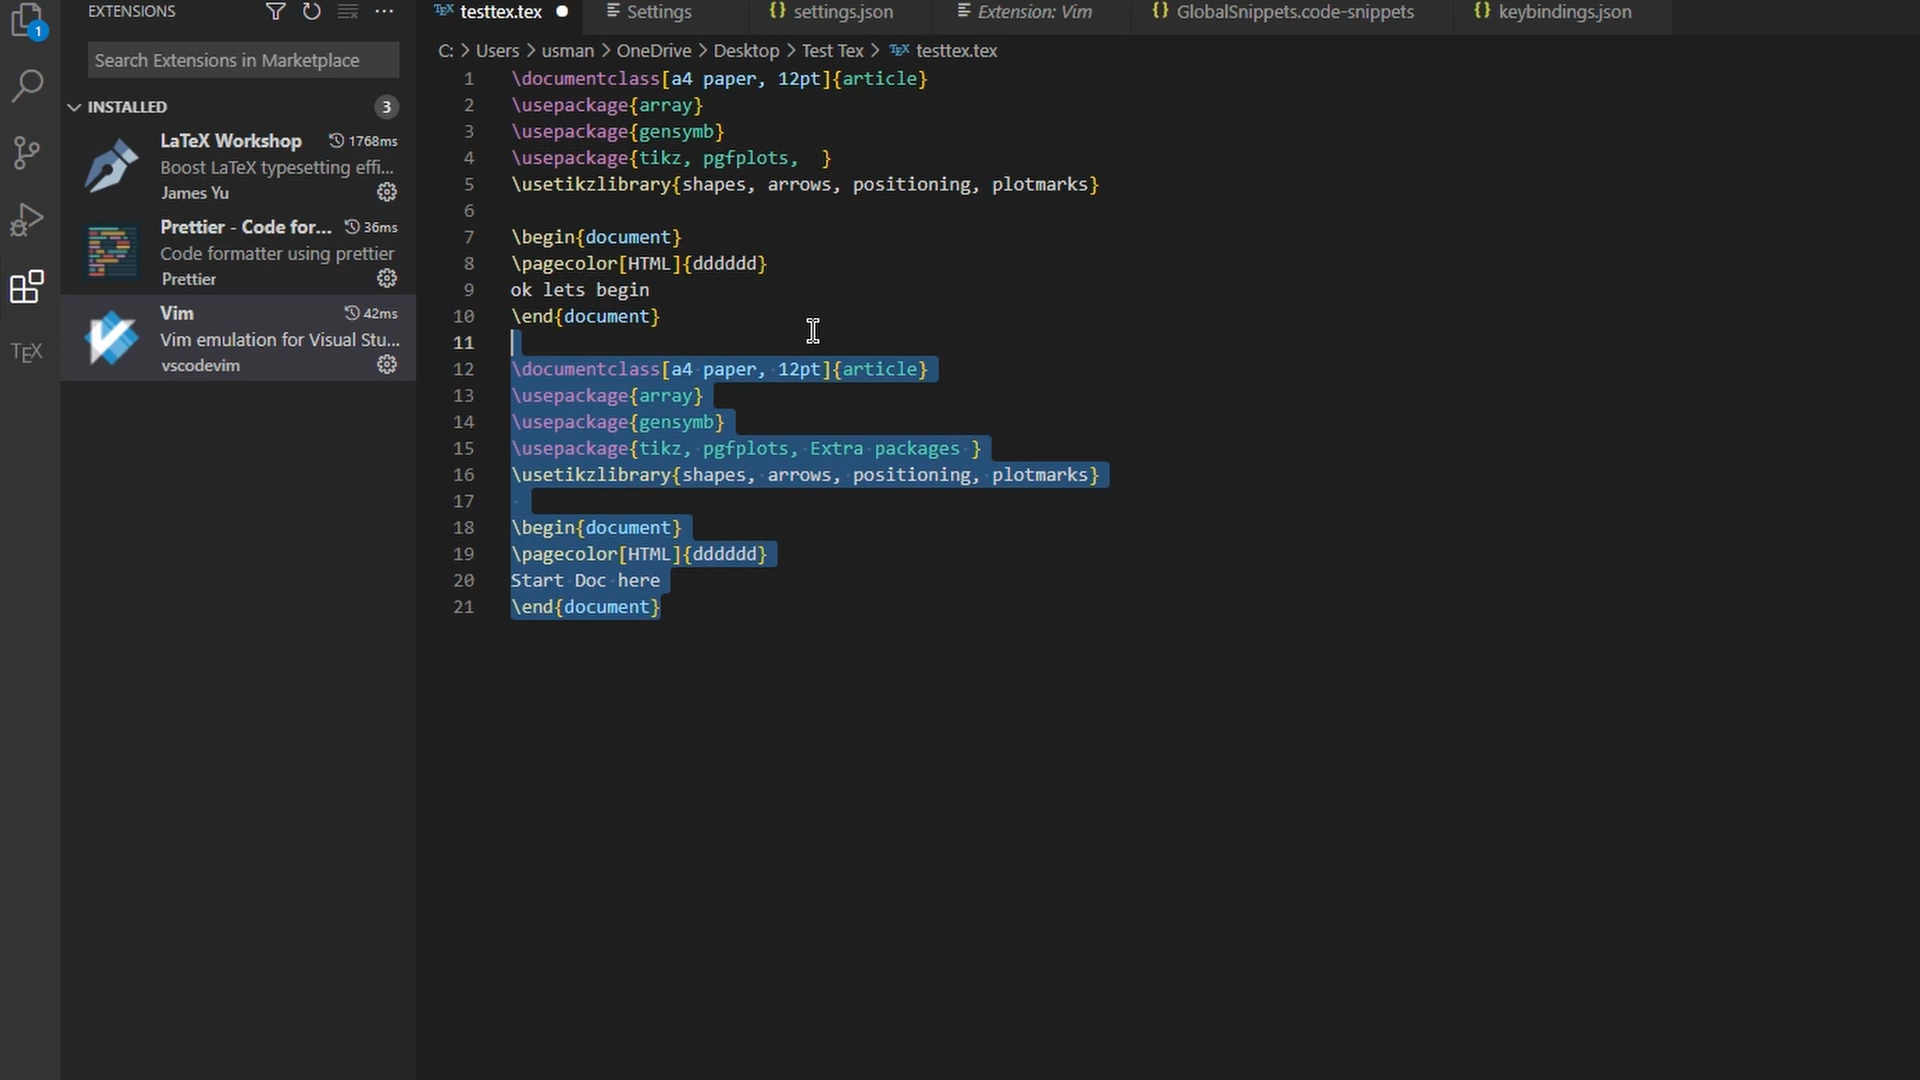 EXTENSIONS
1
Search Extensions in Marketplace
INSTALLED 3
LaTeX Workshop 1768ms
Boost LaTeX typesetting effi...
James Yu
Prettier - Code for... 36ms
Code formatter using prettier
Prettier
Vim 42ms
Vim emulation for Visual Stu...
vscodevim
TEX
TEX testtex.tex
Settings
{} settings.json
Extension: Vim
{} GlobalSnippets.code-snippets
{} keybindings.json
C: > Users > usman > OneDrive > Desktop > Test Tex > TEX testtex.tex
1 \documentclass[a4 paper, 12pt]{article}
2 \usepackage{array}
3 \usepackage{gensymb}
4 \usepackage{tikz, pgfplots,  }
5 \usetikzlibrary{shapes, arrows, positioning, plotmarks}
6
7 \begin{document}
8 \pagecolor[HTML]{dddddd}
9 ok lets begin
10 \end{document}
11
12 \documentclass[a4 paper, 12pt]{article}
13 \usepackage{array}
14 \usepackage{gensymb}
15 \usepackage{tikz, pgfplots, Extra packages }
16 \usetikzlibrary{shapes, arrows, positioning, plotmarks}
17
18 \begin{document}
19 \pagecolor[HTML]{dddddd}
20 Start Doc here
21 \end{document}